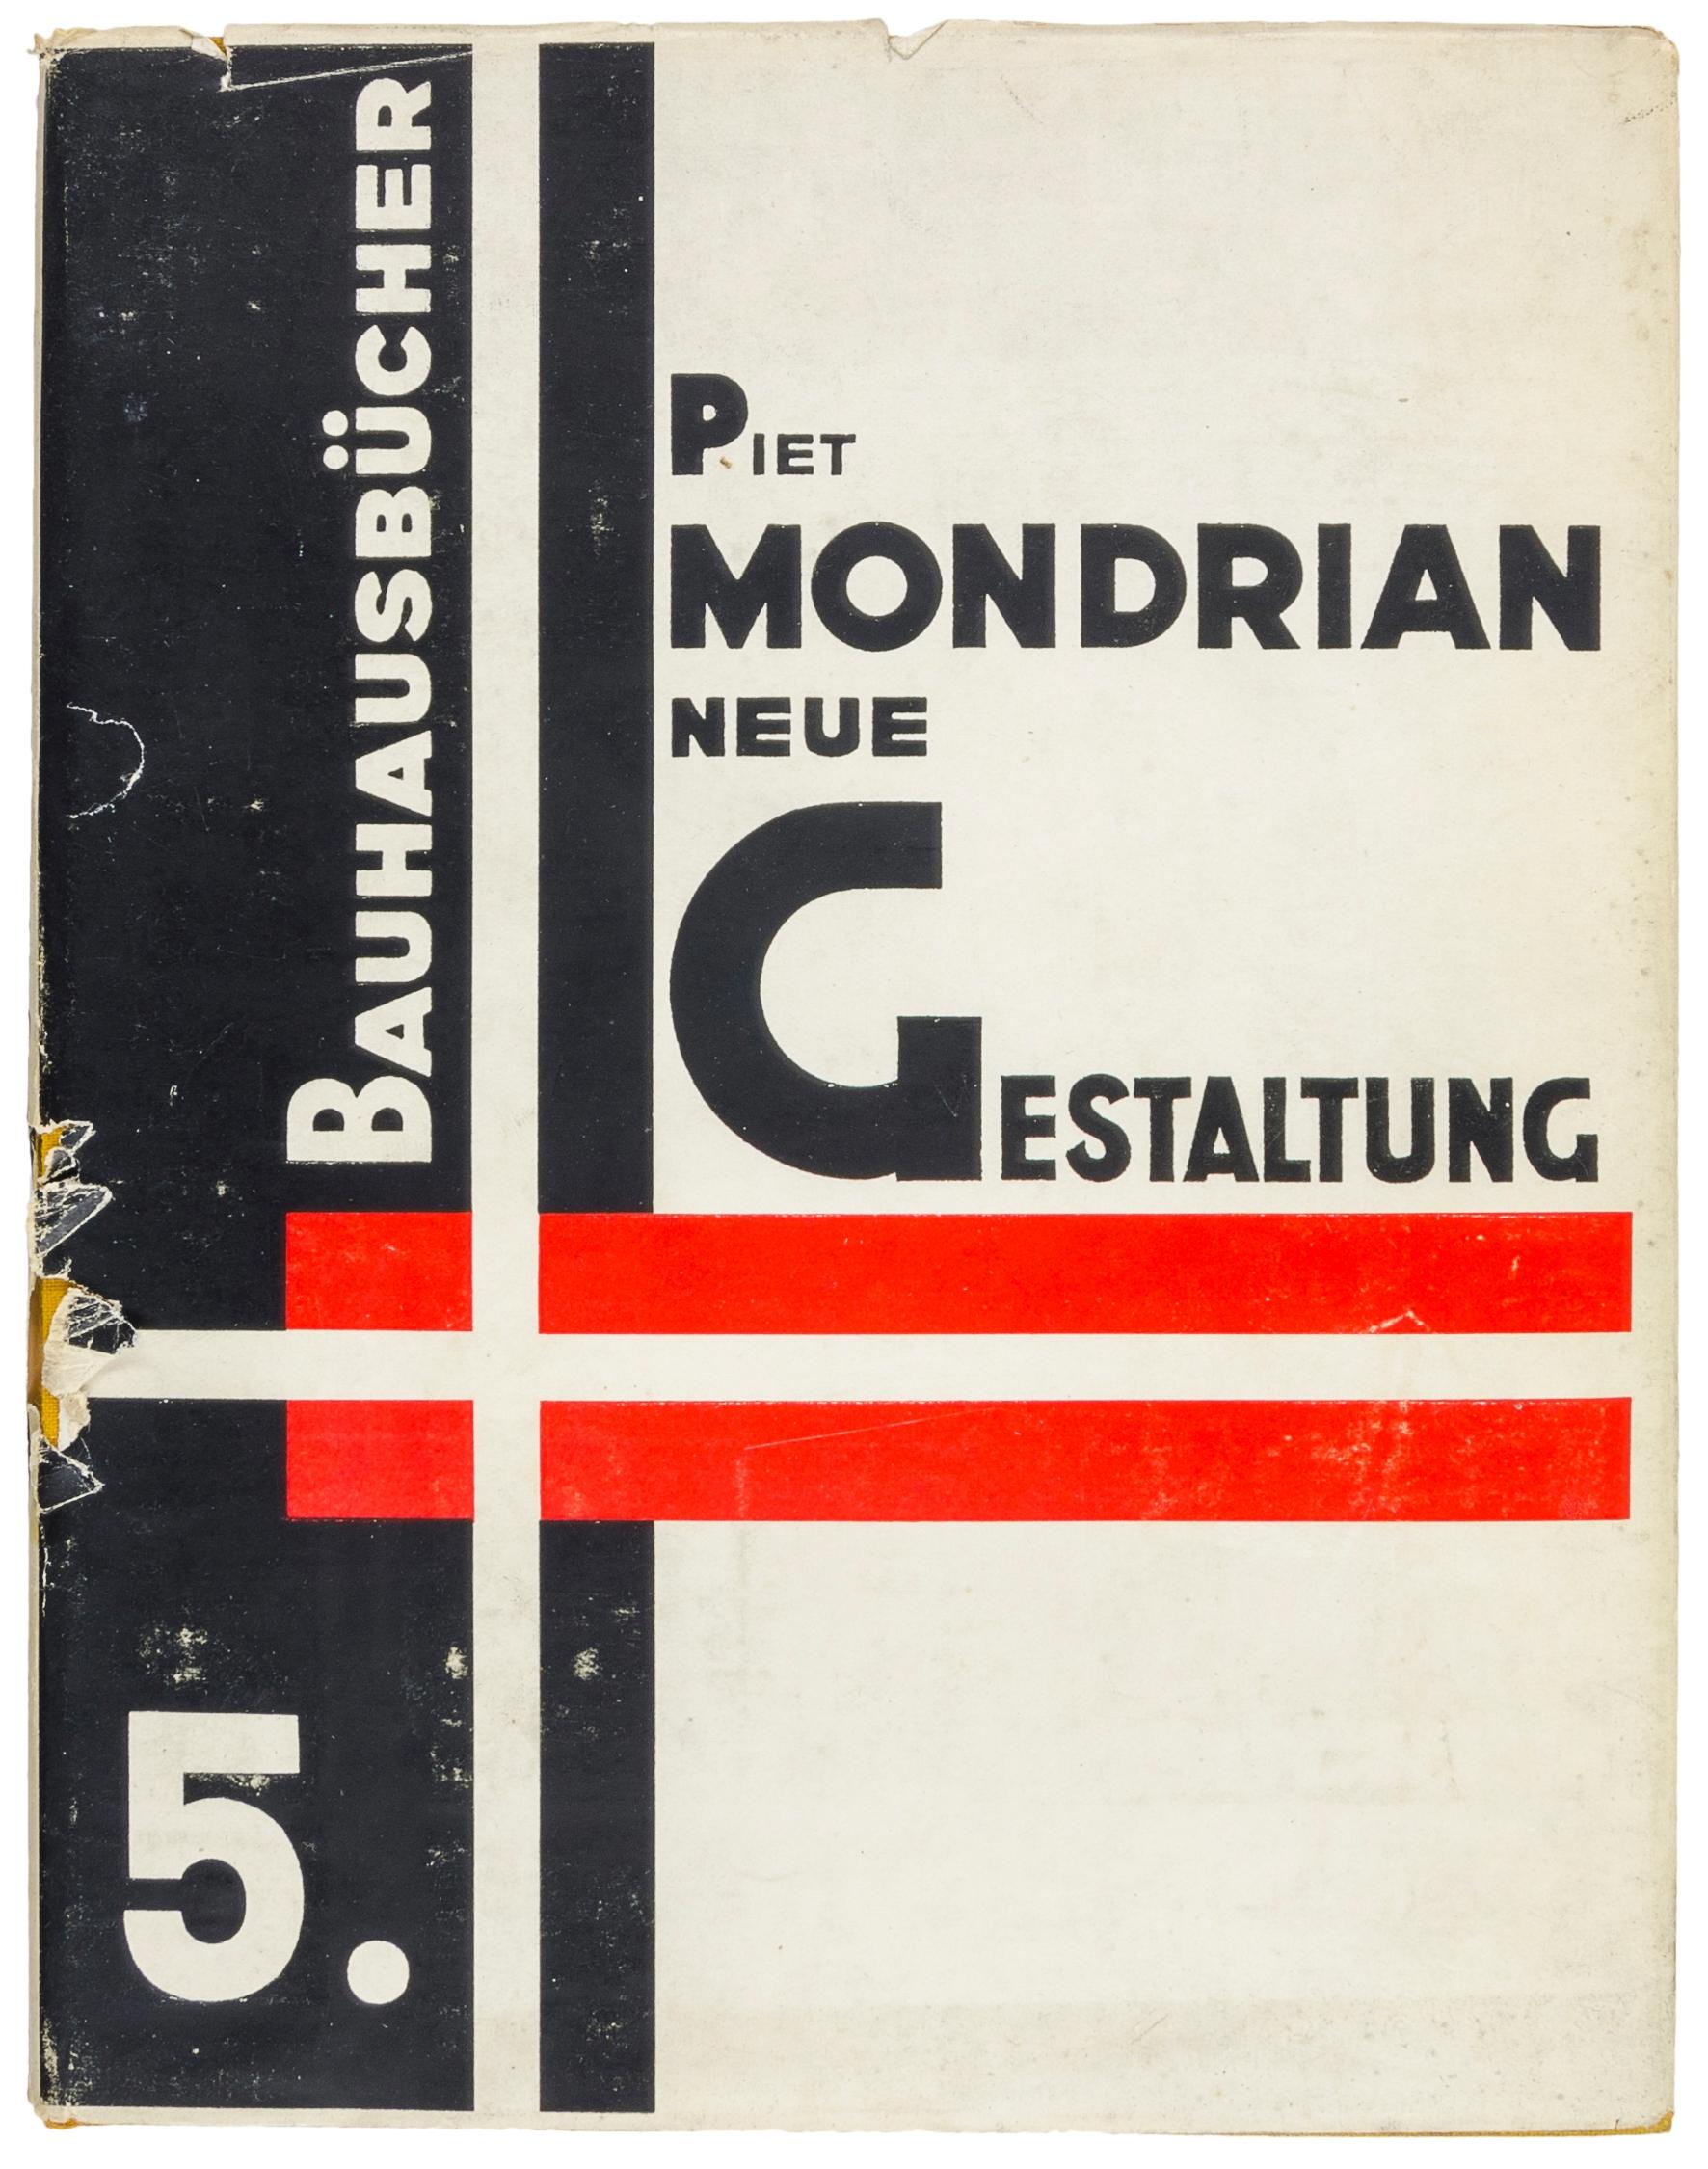 BAUHAUSBÜCHER
PIET
MONDRIAN
NEUE
GESTALTUNG
5.